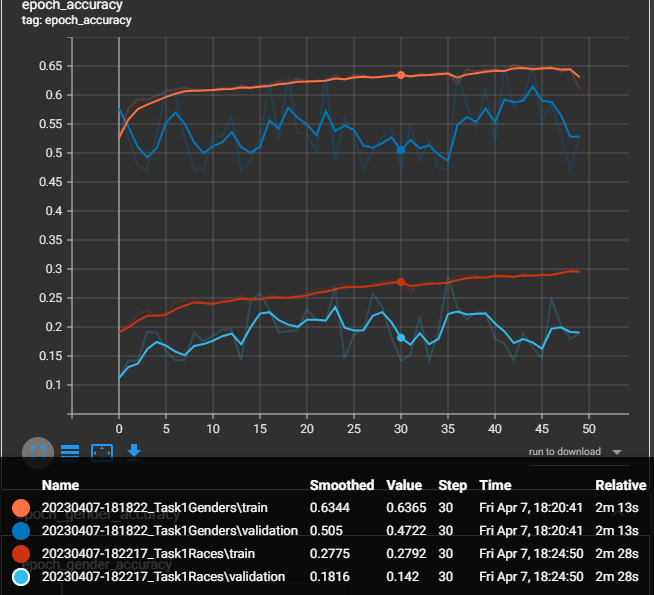 epoch_accuracy
tag: epoch_accuracy
0.65
0.6
0.55
0.5
0.45
0.4
0.35
0.3
0.25
0.2
0.15
0.1
0 5 10 15 20 25 30 35 40 45 50
run to download
Name Smoothed Value Step Time Relative
20230407-181822_Task1Genders\train 0.6344 0.6365 30 Fri Apr 7, 18:20:41 2m 13s
epoch_gender_accuracy
20230407-181822_Task1Genders\validation 0.505 0.4722 30 Fri Apr 7, 18:20:41 2m 13s
20230407-182217_Task1Races\train 0.2775 0.2792 30 Fri Apr 7, 18:24:50 2m 28s
epoch_gender_accuracy
20230407-182217_Task1Races\validation 0.1816 0.142 30 Fri Apr 7, 18:24:50 2m 28s